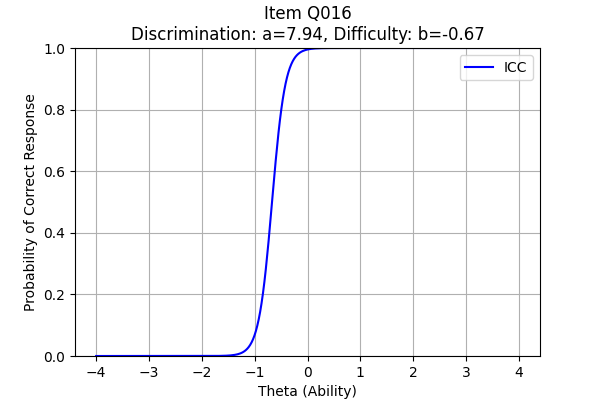 Item Q016
Discrimination: a=7.94, Difficulty: b=-0.67
1.0
0.8
0.6
0.4
0.2
0.0
Probability of Correct Response
ICC
−4 −3 −2 −1 0 1 2 3 4
Theta (Ability)